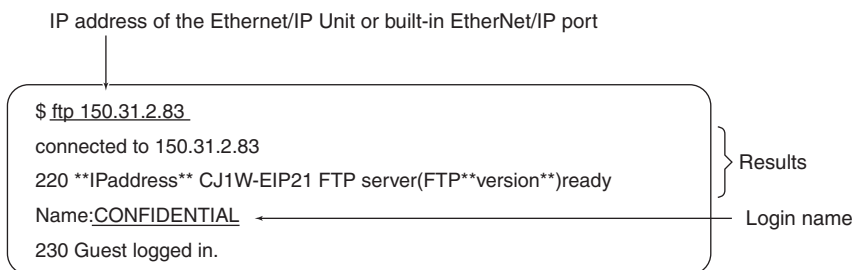 IP address of the Ethernet/IP Unit or built-in EtherNet/IP port
$ ftp 150.31.2.83
connected to 150.31.2.83
220 **IPaddress** CJ1W-EIP21 FTP server(FTP**version**)ready
Results
Name:CONFIDENTIAL
Login name
230 Guest logged in.